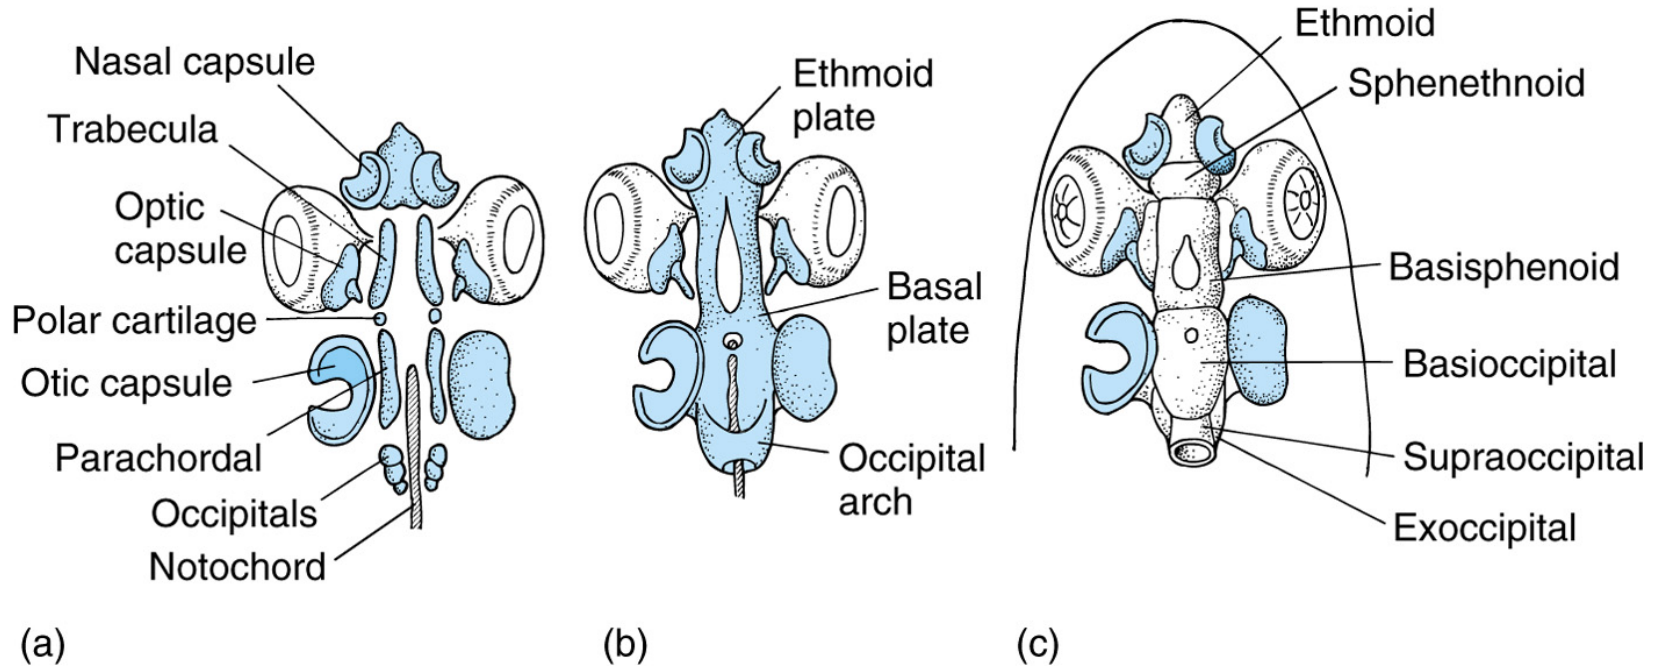 Nasal capsule
Trabecula
Optic
capsule
Polar cartilage
Otic capsule
Parachordal
Occipitals
Notochord
(a)
Ethmoid
plate
Basal
plate
Occipital
arch
(b)
Ethmoid
Sphenethnoid
Basisphenoid
Basioccipital
Supraoccipital
Exoccipital
(c)